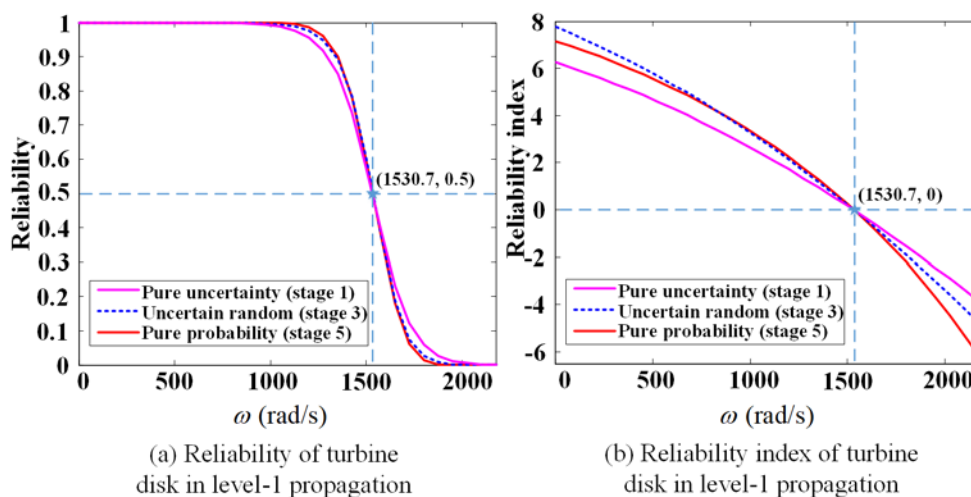 1
0.9
0.8
0.7
0.6
0.5
0.4
0.3
0.2
0.1
0
Reliability
(1530.7, 0.5)
Pure uncertainty (stage 1)
Uncertain random (stage 3)
Pure probability (stage 5)
0 500 1000 1500 2000
ω (rad/s)
(a) Reliability of turbine
disk in level-1 propagation
8
6
4
2
0
-2
-4
-6
Reliability index
(1530.7, 0)
Pure uncertainty (stage 1)
Uncertain random (stage 3)
Pure probability (stage 5)
0 500 1000 1500 2000
ω (rad/s)
(b) Reliability index of turbine
disk in level-1 propagation